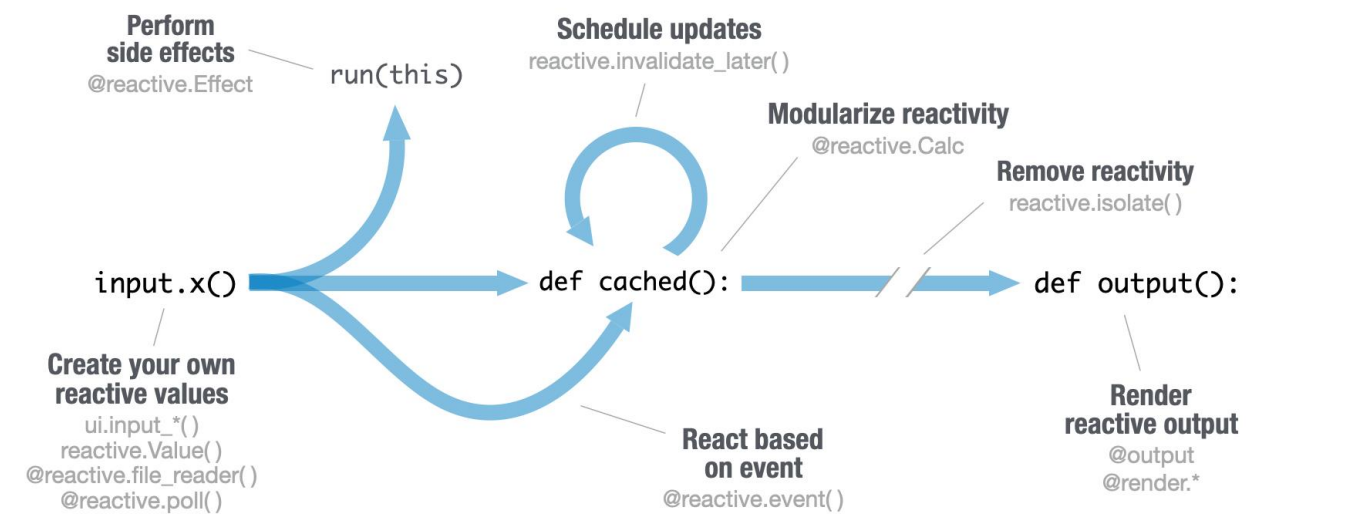 Perform
side effects
@reactive.Effect
run(this)
Schedule updates
reactive.invalidate_later()
Modularize reactivity
@reactive.Calc
Remove reactivity
reactive.isolate()
input.x()
def cached():
def output():
Create your own
reactive values
ui.input_*()
reactive.Value()
@reactive.file_reader()
@reactive.poll()
React based
on event
@reactive.event()
Render
reactive output
@output
@render.*